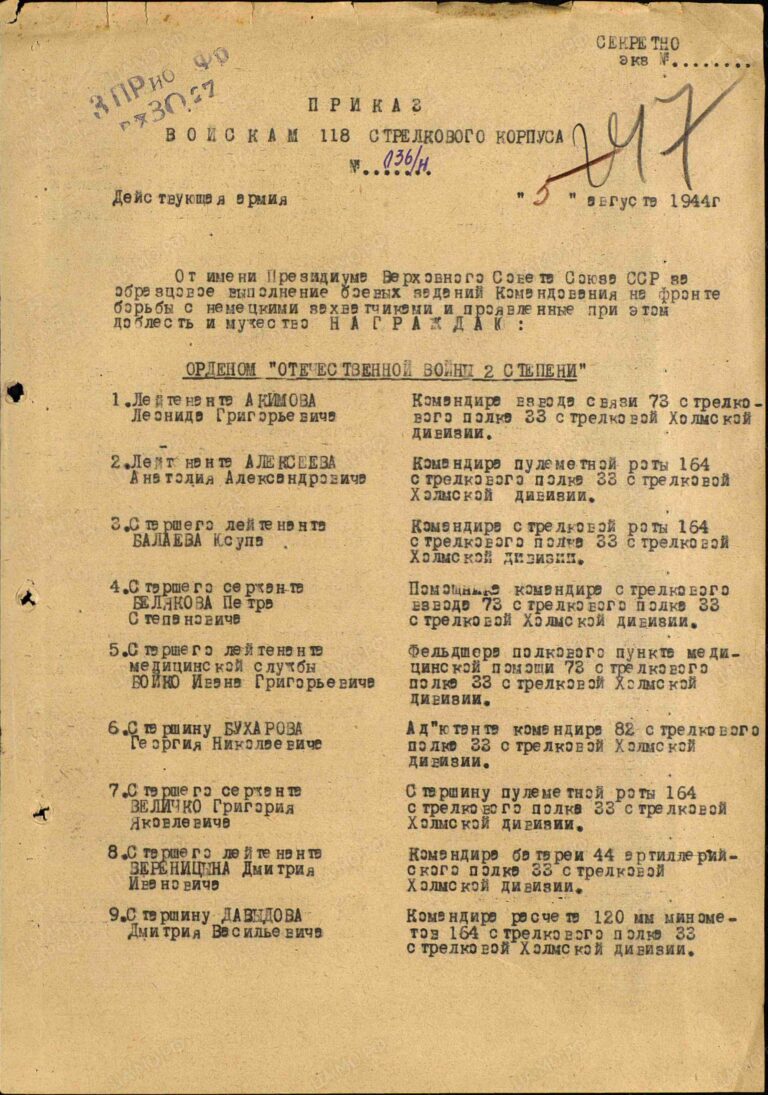 СЕКРЕТНО
экз №.........
ЗПРио Фр
вх3027
217
П Р И К А З
В О Й С К А М 118 СТРЕЛКОВОГО КОРПУСА
№ 0136/н
Действующая армия
" 5 " августа 1944г
От имени Президиума Верховного Совета Союза ССР за
образцовое выполнение боевых заданий Командования на фронте
борьбы с немецкими захватчиками и проявленные при этом
доблесть и мужество Н А Г Р А Ж Д А Ю :
ОРДЕНОМ "ОТЕЧЕСТВЕННОЙ ВОЙНЫ 2 СТЕПЕНИ"
1.Лейтенанта АКИМОВА
Леонида Григорьевича
Командира взвода связи 73 стрелко-
вого полка 33 стрелковой Холмской
дивизии.
2.Лейт нанта АЛЕКСЕЕВА
Анатолия Александровича
Командира пулеметной роты 164
стрелкового полка 33 стрелковой
Холмской дивизии.
3.Старшего лейтенанта
БАЛАЕВА Юсупа
Командира стрелковой роты 164
стрелкового полка 33 стрелковой
Холмской дивизии.
4.Старшего сержанта
БЕЛЯКОВА Петра
Степановича
Помощника командира стрелкового
взвода 73 стрелкового полка 33
стрелковой Холмской дивизии.
5.Старшего лейтенанта
медицинской службы
БОЙКО Ивана Григорьевича
Фельдшера полкового пункта меди-
цинской помощи 73 стрелкового
полка 33 стрелковой Холмской
дивизии.
6.Старшину БУХАРОВА
Георгия Николаевича
Ад"ютанта командира 82 стрелкового
полка 33 стрелковой Холмской
дивизии.
7.Старшего сержанта
ВЕЛИЧКО Григория
Яковлевича
Старшину пулеметной роты 164
стрелкового полка 33 стрелковой
Холмской дивизии.
8.Старшего лейтенанта
ВЕРЕНИЦЫНА Дмитрия
Ивановича
Командира батареи 44 артиллерий-
ского полка 33 стрелковой
Холмской дивизии.
9.Старшину ДАВЫДОВА
Дмитрия Васильевича
Командира расчета 120 мм миноме-
тов 164 стрелкового полка 33
стрелковой Холмской дивизии.